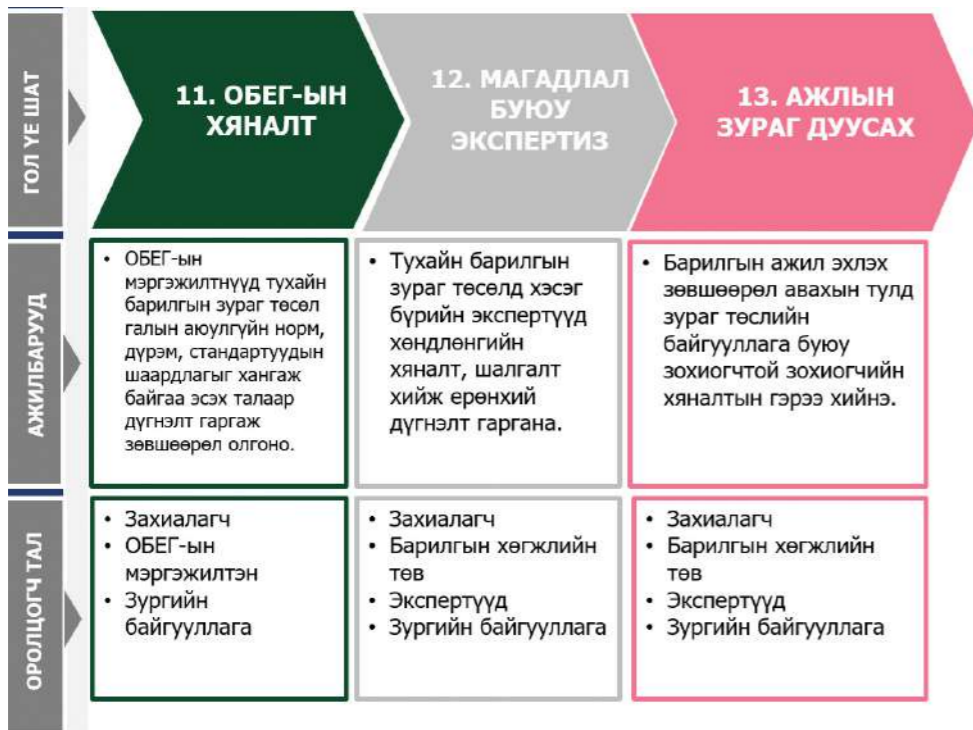 ГОЛ ҮЕ ШАТ
11. ОБЕГ-ЫН
ХЯНАЛТ
12. МАГАДЛАЛ
БУЮУ
ЭКСПЕРТИЗ
13. АЖЛЫН
ЗУРАГ ДУУСАХ
АЖИЛБАРУУД
• ОБЕГ-ын
мэргэжилтнүүд тухайн
барилгын зураг төсөл
галын аюулгүйн норм,
дүрэм, стандартуудын
шаардлагыг хангаж
байгаа эсэх талаар
дүгнэлт гаргаж
зөвшөөрөл олгоно.
• Тухайн барилгын
зураг төсөлд хэсэг
бүрийн экспертүүд
хөндлөнгийн
хяналт, шалгалт
хийж ерөнхий
дүгнэлт гаргана.
• Барилгын ажил эхлэх
зөвшөөрөл авахын тулд
зураг төслийн
байгууллага буюу
зохиогчтой зохиогчийн
хяналтын гэрээ хийнэ.
ОРОЛЦОГЧ ТАЛ
• Захиалагч
• ОБЕГ-ын
мэргэжилтэн
• Зургийн
байгууллага
• Захиалагч
• Барилгын хөгжлийн
төв
• Экспертүүд
• Зургийн байгууллага
• Захиалагч
• Барилгын хөгжлийн
төв
• Экспертүүд
• Зургийн байгууллага